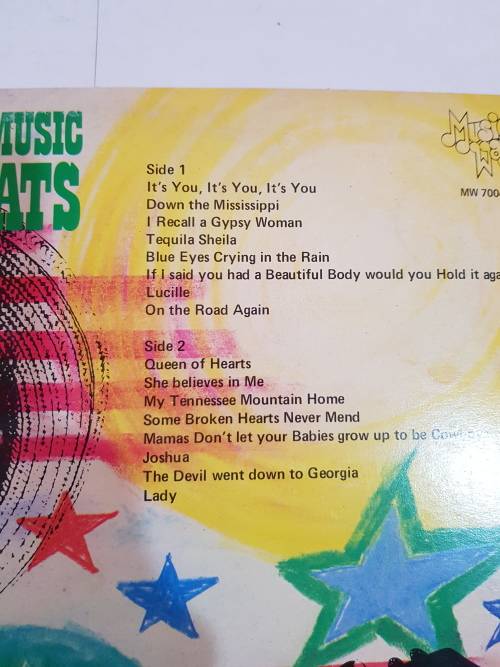 MUSIC
ATS
Music
MW 700
Side 1
It's You, It's You, It's You
Down the Mississippi
I Recall a Gypsy Woman
Tequila Sheila
Blue Eyes Crying in the Rain
If I said you had a Beautiful Body would you Hold it aga
Lucille
On the Road Again
Side 2
Queen of Hearts
She believes in Me
My Tennessee Mountain Home
Some Broken Hearts Never Mend
Mamas Don't let your Babies grow up to be Cowboys
Joshua
The Devil went down to Georgia
Lady